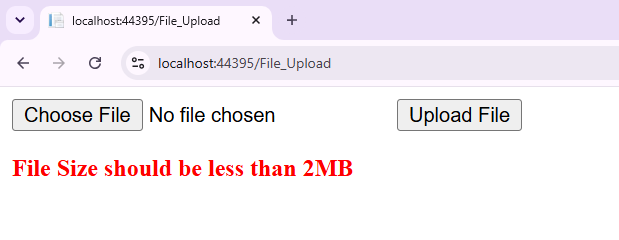 localhost:44395/File_Upload
localhost:44395/File_Upload
Choose File No file chosen Upload File
File Size should be less than 2MB